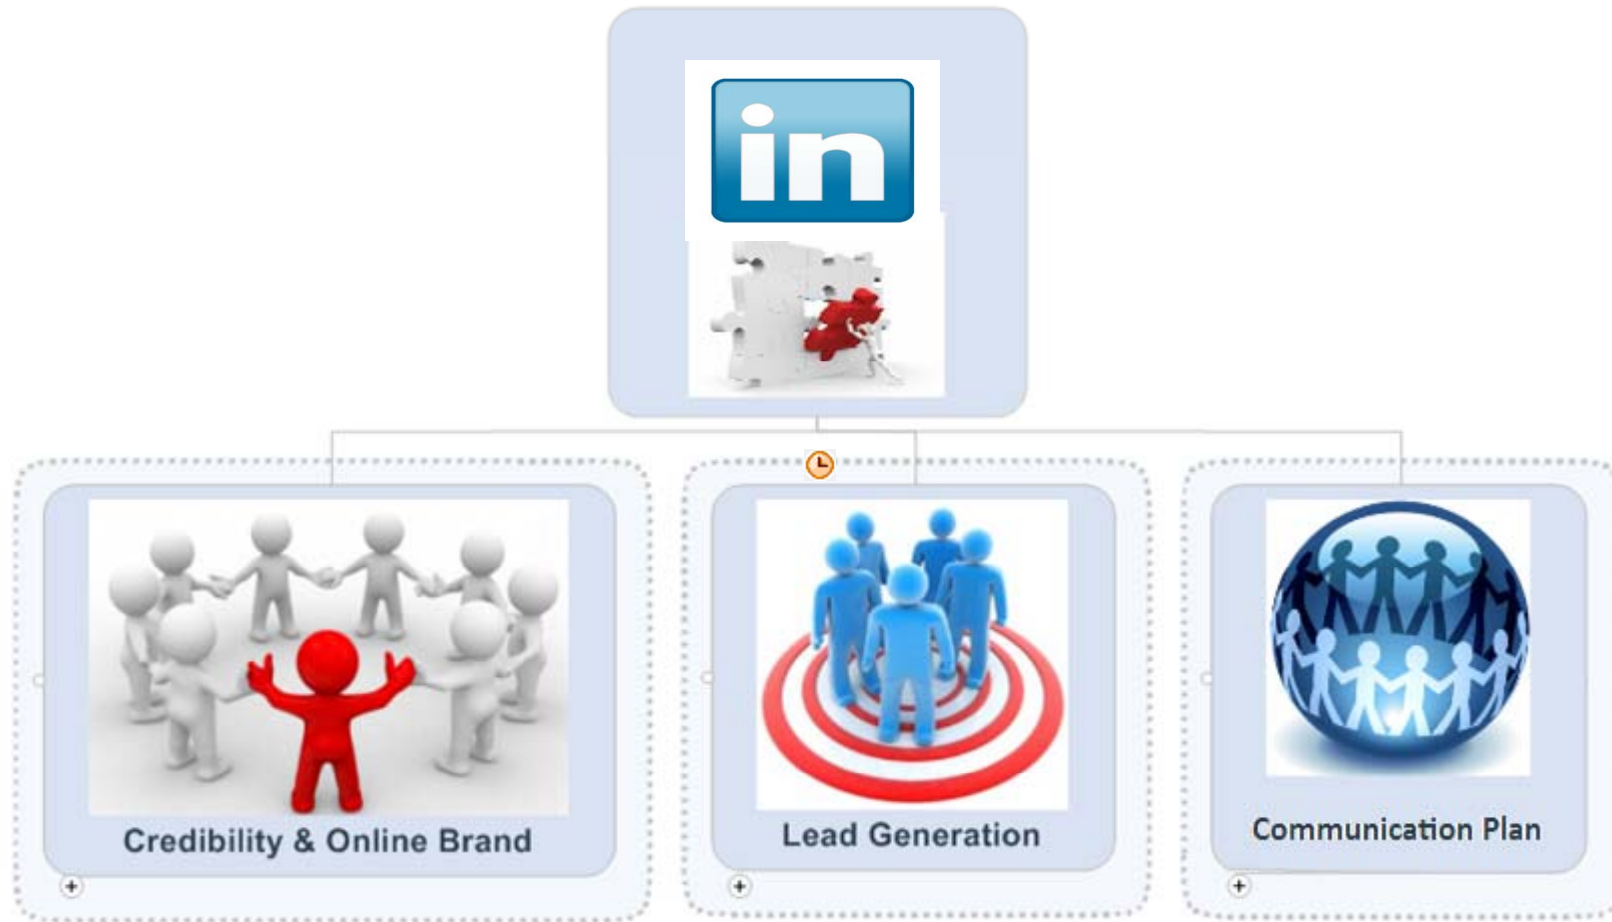 in
Credibility & Online Brand
Lead Generation
Communication Plan